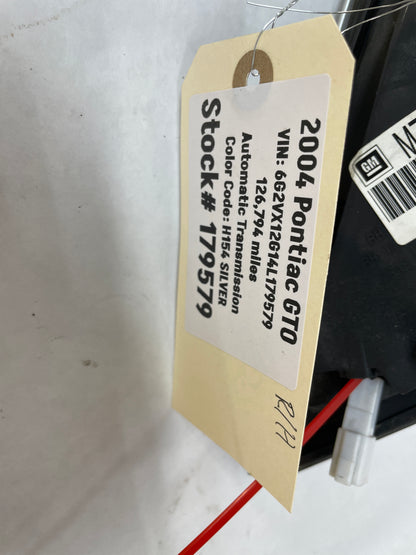 2004 Pontiac GTO
VIN: 6G2VX12G14L179579
126,794 miles
Automatic Transmission
Color Code: H154 SILVER
Stock# 179579
R/H
GM